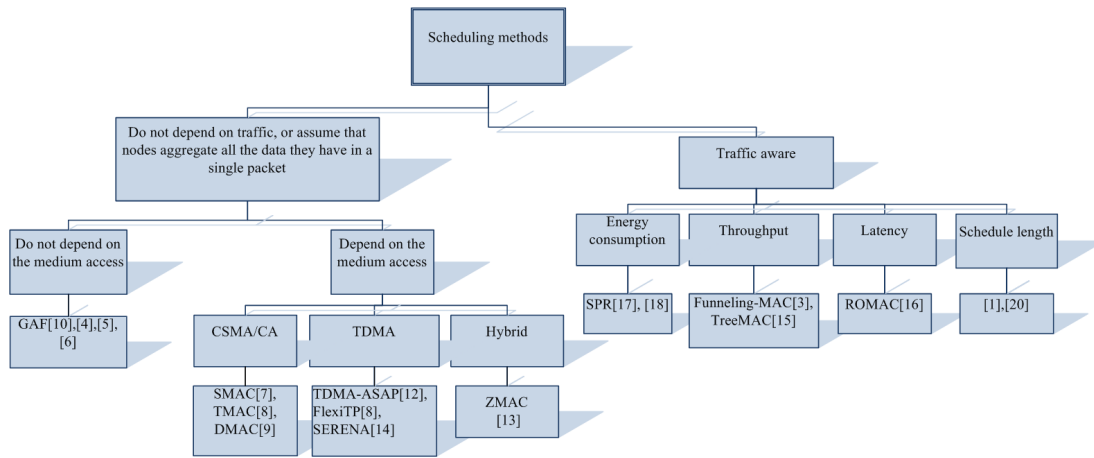 Scheduling methods
Do not depend on traffic, or assume that
nodes aggregate all the data they have in a
single packet
Traffic aware
Do not depend on
the medium access
Depend on the
medium access
Energy
consumption
Throughput
Latency
Schedule length
GAF[10],[4],[5],
[6]
CSMA/CA
TDMA
Hybrid
SPR[17], [18]
Funneling-MAC[3],
TreeMAC[15]
ROMAC[16]
[1],[20]
SMAC[7],
TMAC[8],
DMAC[9]
TDMA-ASAP[12],
FlexiTP[8],
SERENA[14]
ZMAC
[13]